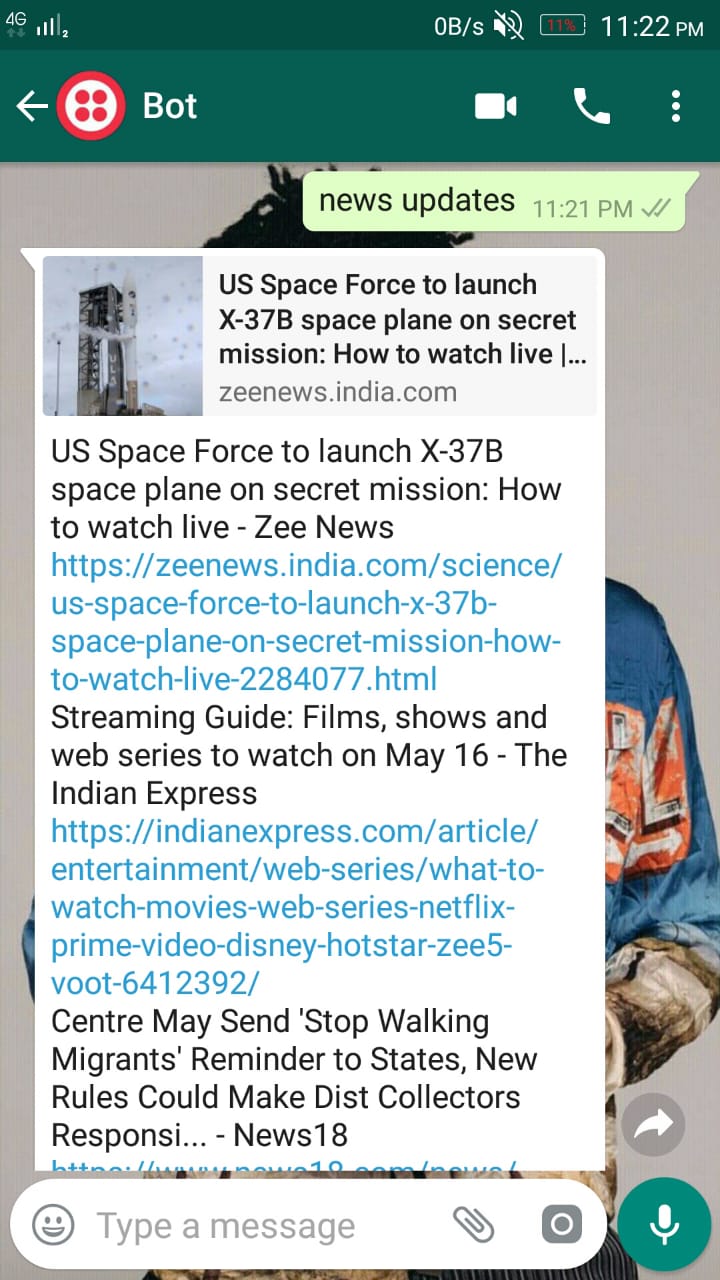 4G 2 0B/s 11% 11:22 PM
Bot
news updates 11:21 PM
US Space Force to launch
X-37B space plane on secret
mission: How to watch live |...
zeenews.india.com
US Space Force to launch X-37B
space plane on secret mission: How
to watch live - Zee News
https://zeenews.india.com/science/
us-space-force-to-launch-x-37b-
space-plane-on-secret-mission-how-
to-watch-live-2284077.html
Streaming Guide: Films, shows and
web series to watch on May 16 - The
Indian Express
https://indianexpress.com/article/
entertainment/web-series/what-to-
watch-movies-web-series-netflix-
prime-video-disney-hotstar-zee5-
voot-6412392/
Centre May Send 'Stop Walking
Migrants' Reminder to States, New
Rules Could Make Dist Collectors
Responsi... - News18
https://www.news18.com/news/
Type a message